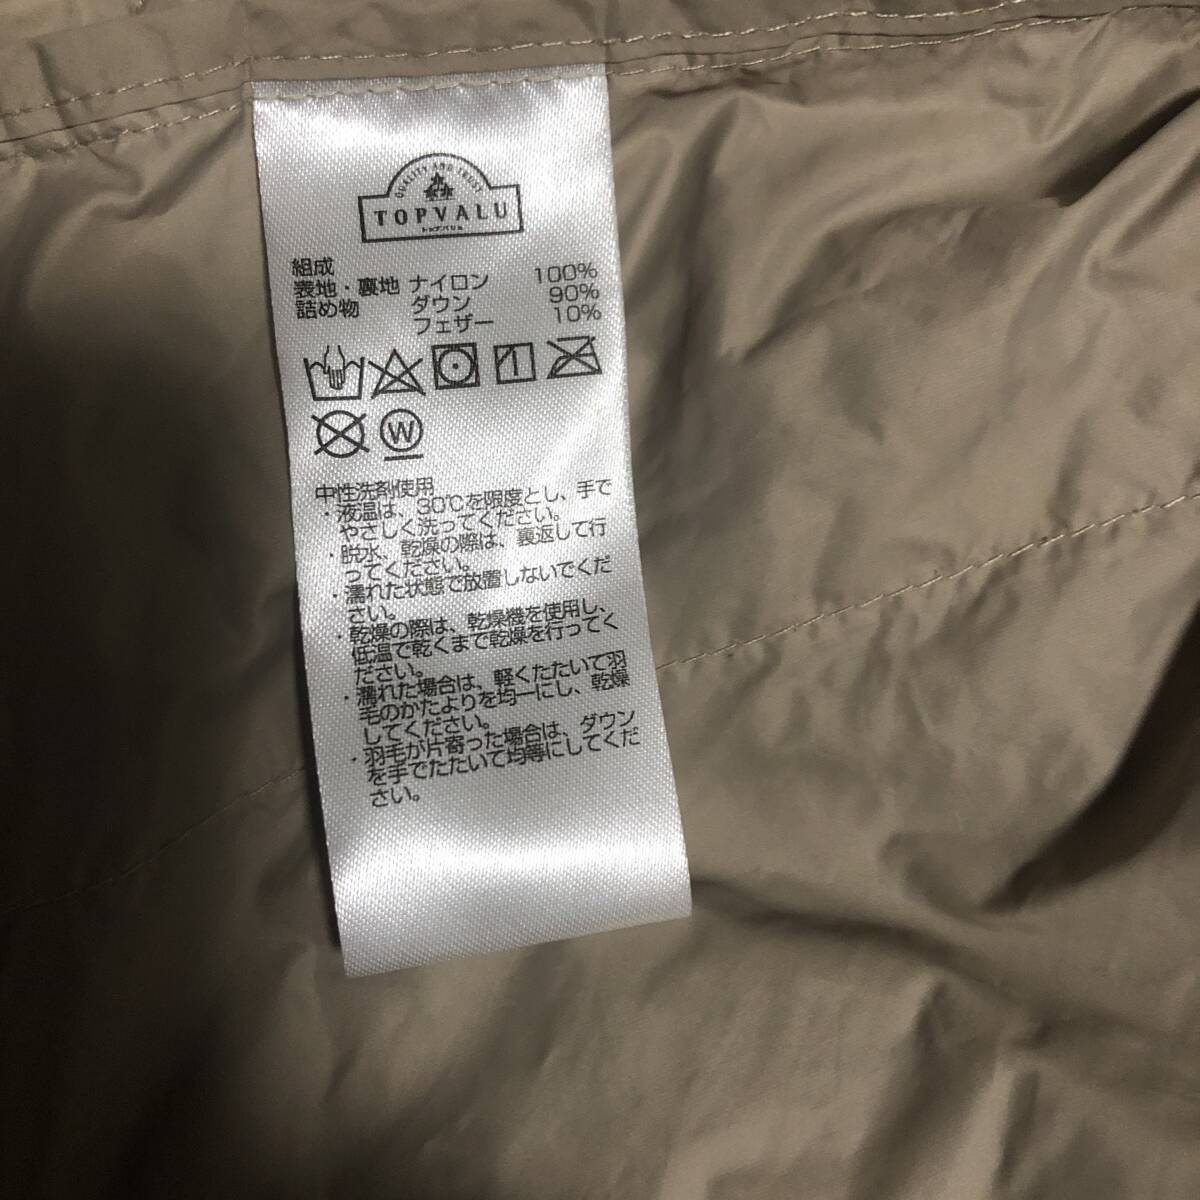 QUALITY AND TRUST
TOPVALU
トップバリュ
組成
表地・裏地 ナイロン 100%
詰め物 ダウン 90%
フェザー 10%
W
中性洗剤使用
・液温は、30℃を限度とし、手で
やさしく洗ってください。
・脱水、乾燥の際は、裏返して行
ってください。
・濡れた状態で放置しないでくだ
さい。
・乾燥の際は、乾燥機を使用し、
低温で乾くまで乾燥を行ってく
ださい。
・濡れた場合は、軽くたたいて羽
毛のかたよりを均一にし、乾燥
してください。
・羽毛が片寄った場合は、ダウン
を手でたたいて均等にしてくだ
さい。